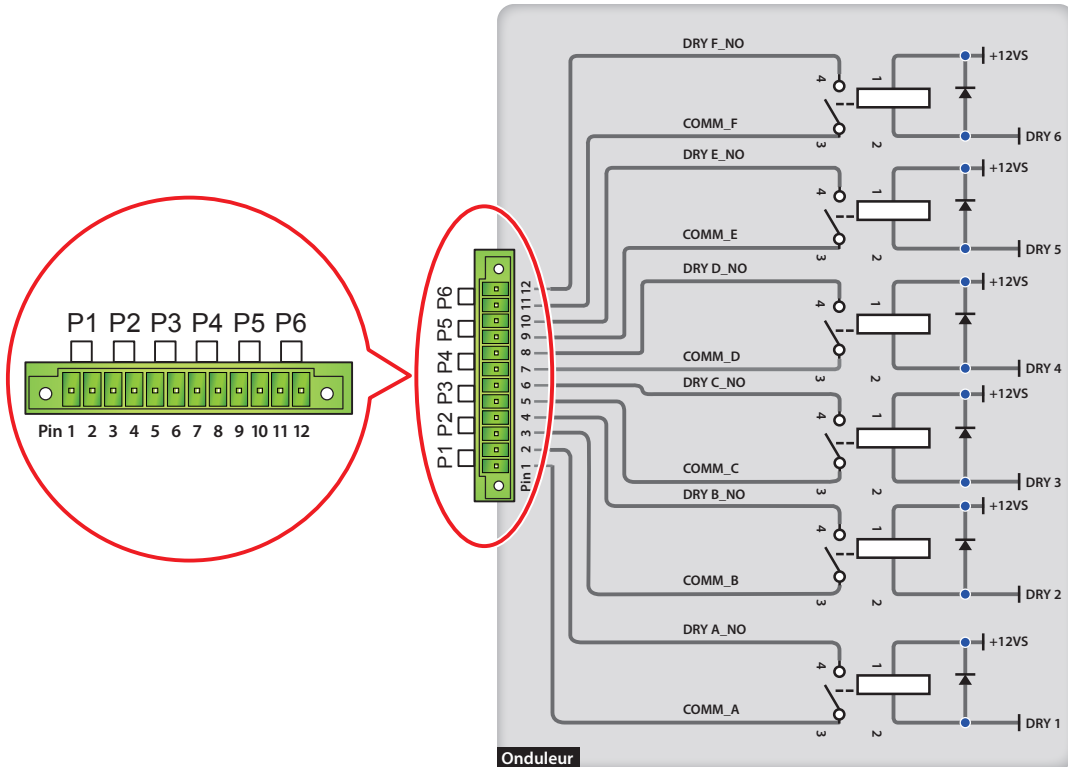 P1 P2 P3 P4 P5 P6
Pin 1 2 3 4 5 6 7 8 9 10 11 12
P6
P5
P4
P3
P2
P1
12
11
10
9
8
7
6
5
4
3
2
Pin 1
DRY F_NO
4 1 +12VS
COMM_F
3 2 DRY 6
DRY E_NO
4 1 +12VS
COMM_E
3 2 DRY 5
DRY D_NO
4 1 +12VS
COMM_D
3 2 DRY 4
DRY C_NO
4 1 +12VS
COMM_C
3 2 DRY 3
DRY B_NO
4 1 +12VS
COMM_B
3 2 DRY 2
DRY A_NO
4 1 +12VS
COMM_A
3 2 DRY 1
Onduleur